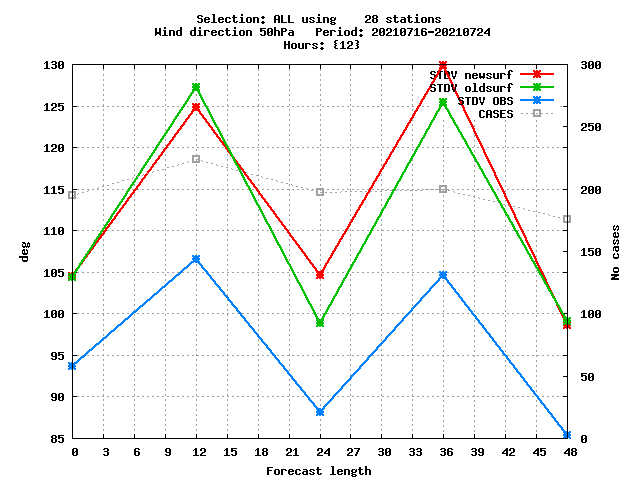 Selection: ALL using 28 stations
Wind direction 50hPa Period: 20210716-20210724
Hours: {12}
130 300
STDV newsurf
STDV oldsurf
125
STDV OBS
CASES
250
120
115 200
110
deg No cases
150
105
100 100
95
50
90
85 0
0 3 6 9 12 15 18 21 24 27 30 33 36 39 42 45 48
Forecast length